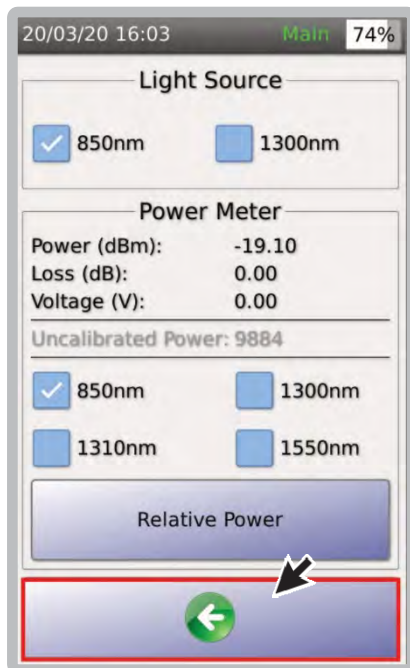 20/03/20 16:03 Main 74%
Light Source
850nm 1300nm
Power Meter
Power (dBm): -19.10
Loss (dB): 0.00
Voltage (V): 0.00
Uncalibrated Power: 9884
850nm 1300nm
1310nm 1550nm
Relative Power